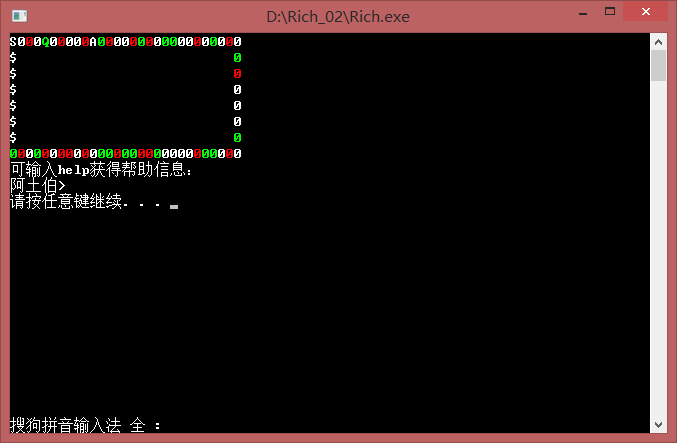 D:\Rich_02\Rich.exe
S000Q00000A000000000000000000
$ 0
$ 0
$ 0
$ 0
$ 0
$ 0
00000000000000000000000000000
可输入help获得帮助信息:
阿土伯>
请按任意键继续. . .
搜狗拼音输入法 全 :